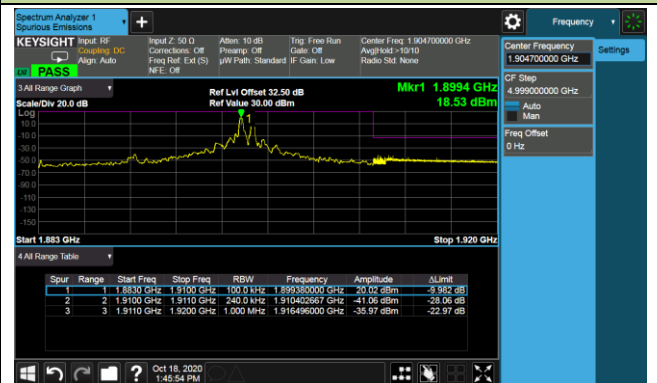 Spectrum Analyzer 1
Spurious Emissions
+
Frequency
KEYSIGHT Input: RF Input Z: 50 Ω Atten: 10 dB Trig: Free Run Center Freq: 1.904700000 GHz
Coupling: DC Corrections: Off Preamp: Off Gate: Off Avg|Hold:>10/10
Align: Auto Freq Ref: Ext (S) µW Path: Standard IF Gain: Low Radio Std: None
NFE: Off
LXI PASS
Center Frequency
1.904700000 GHz
Settings
CF Step
4.999000000 GHz
Auto
Man
Freq Offset
0 Hz
3 All Range Graph
Ref Lvl Offset 32.50 dB
Mkr1 1.8994 GHz
Scale/Div 20.0 dB
Ref Value 30.00 dBm
18.53 dBm
Log
10.0
-10.0
-30.0
-50.0
-70.0
-90.0
-110
-130
-150
1
Start 1.883 GHz
Stop 1.920 GHz
4 All Range Table
Spur Range Start Freq Stop Freq RBW Frequency Amplitude ΔLimit
1 1 1.8830 GHz 1.9100 GHz 100.0 kHz 1.899380000 GHz 20.02 dBm -9.982 dB
2 2 1.9100 GHz 1.9110 GHz 240.0 kHz 1.910402667 GHz -41.06 dBm -28.06 dB
3 3 1.9110 GHz 1.9200 GHz 1.000 MHz 1.916496000 GHz -35.97 dBm -22.97 dB
?
Oct 18, 2020
1:45:54 PM